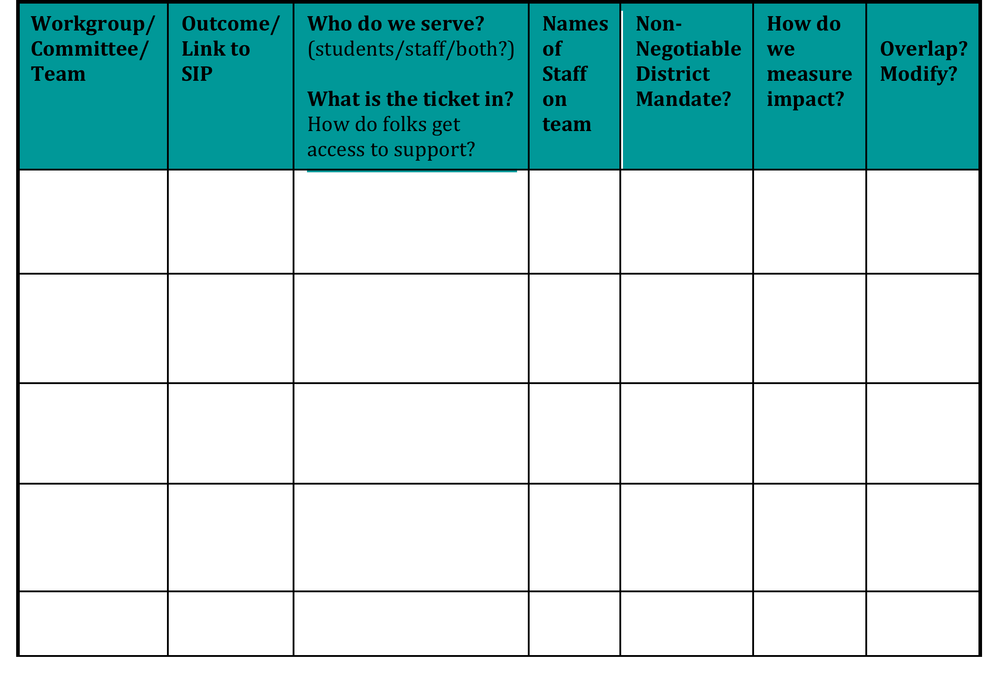 Workgroup/
Committee/
Team
Outcome/
Link to
SIP
Who do we serve?
(students/staff/both?)
What is the ticket in?
How do folks get
access to support?
Names
of
Staff
on
team
Non-
Negotiable
District
Mandate?
How do
we
measure
impact?
Overlap?
Modify?